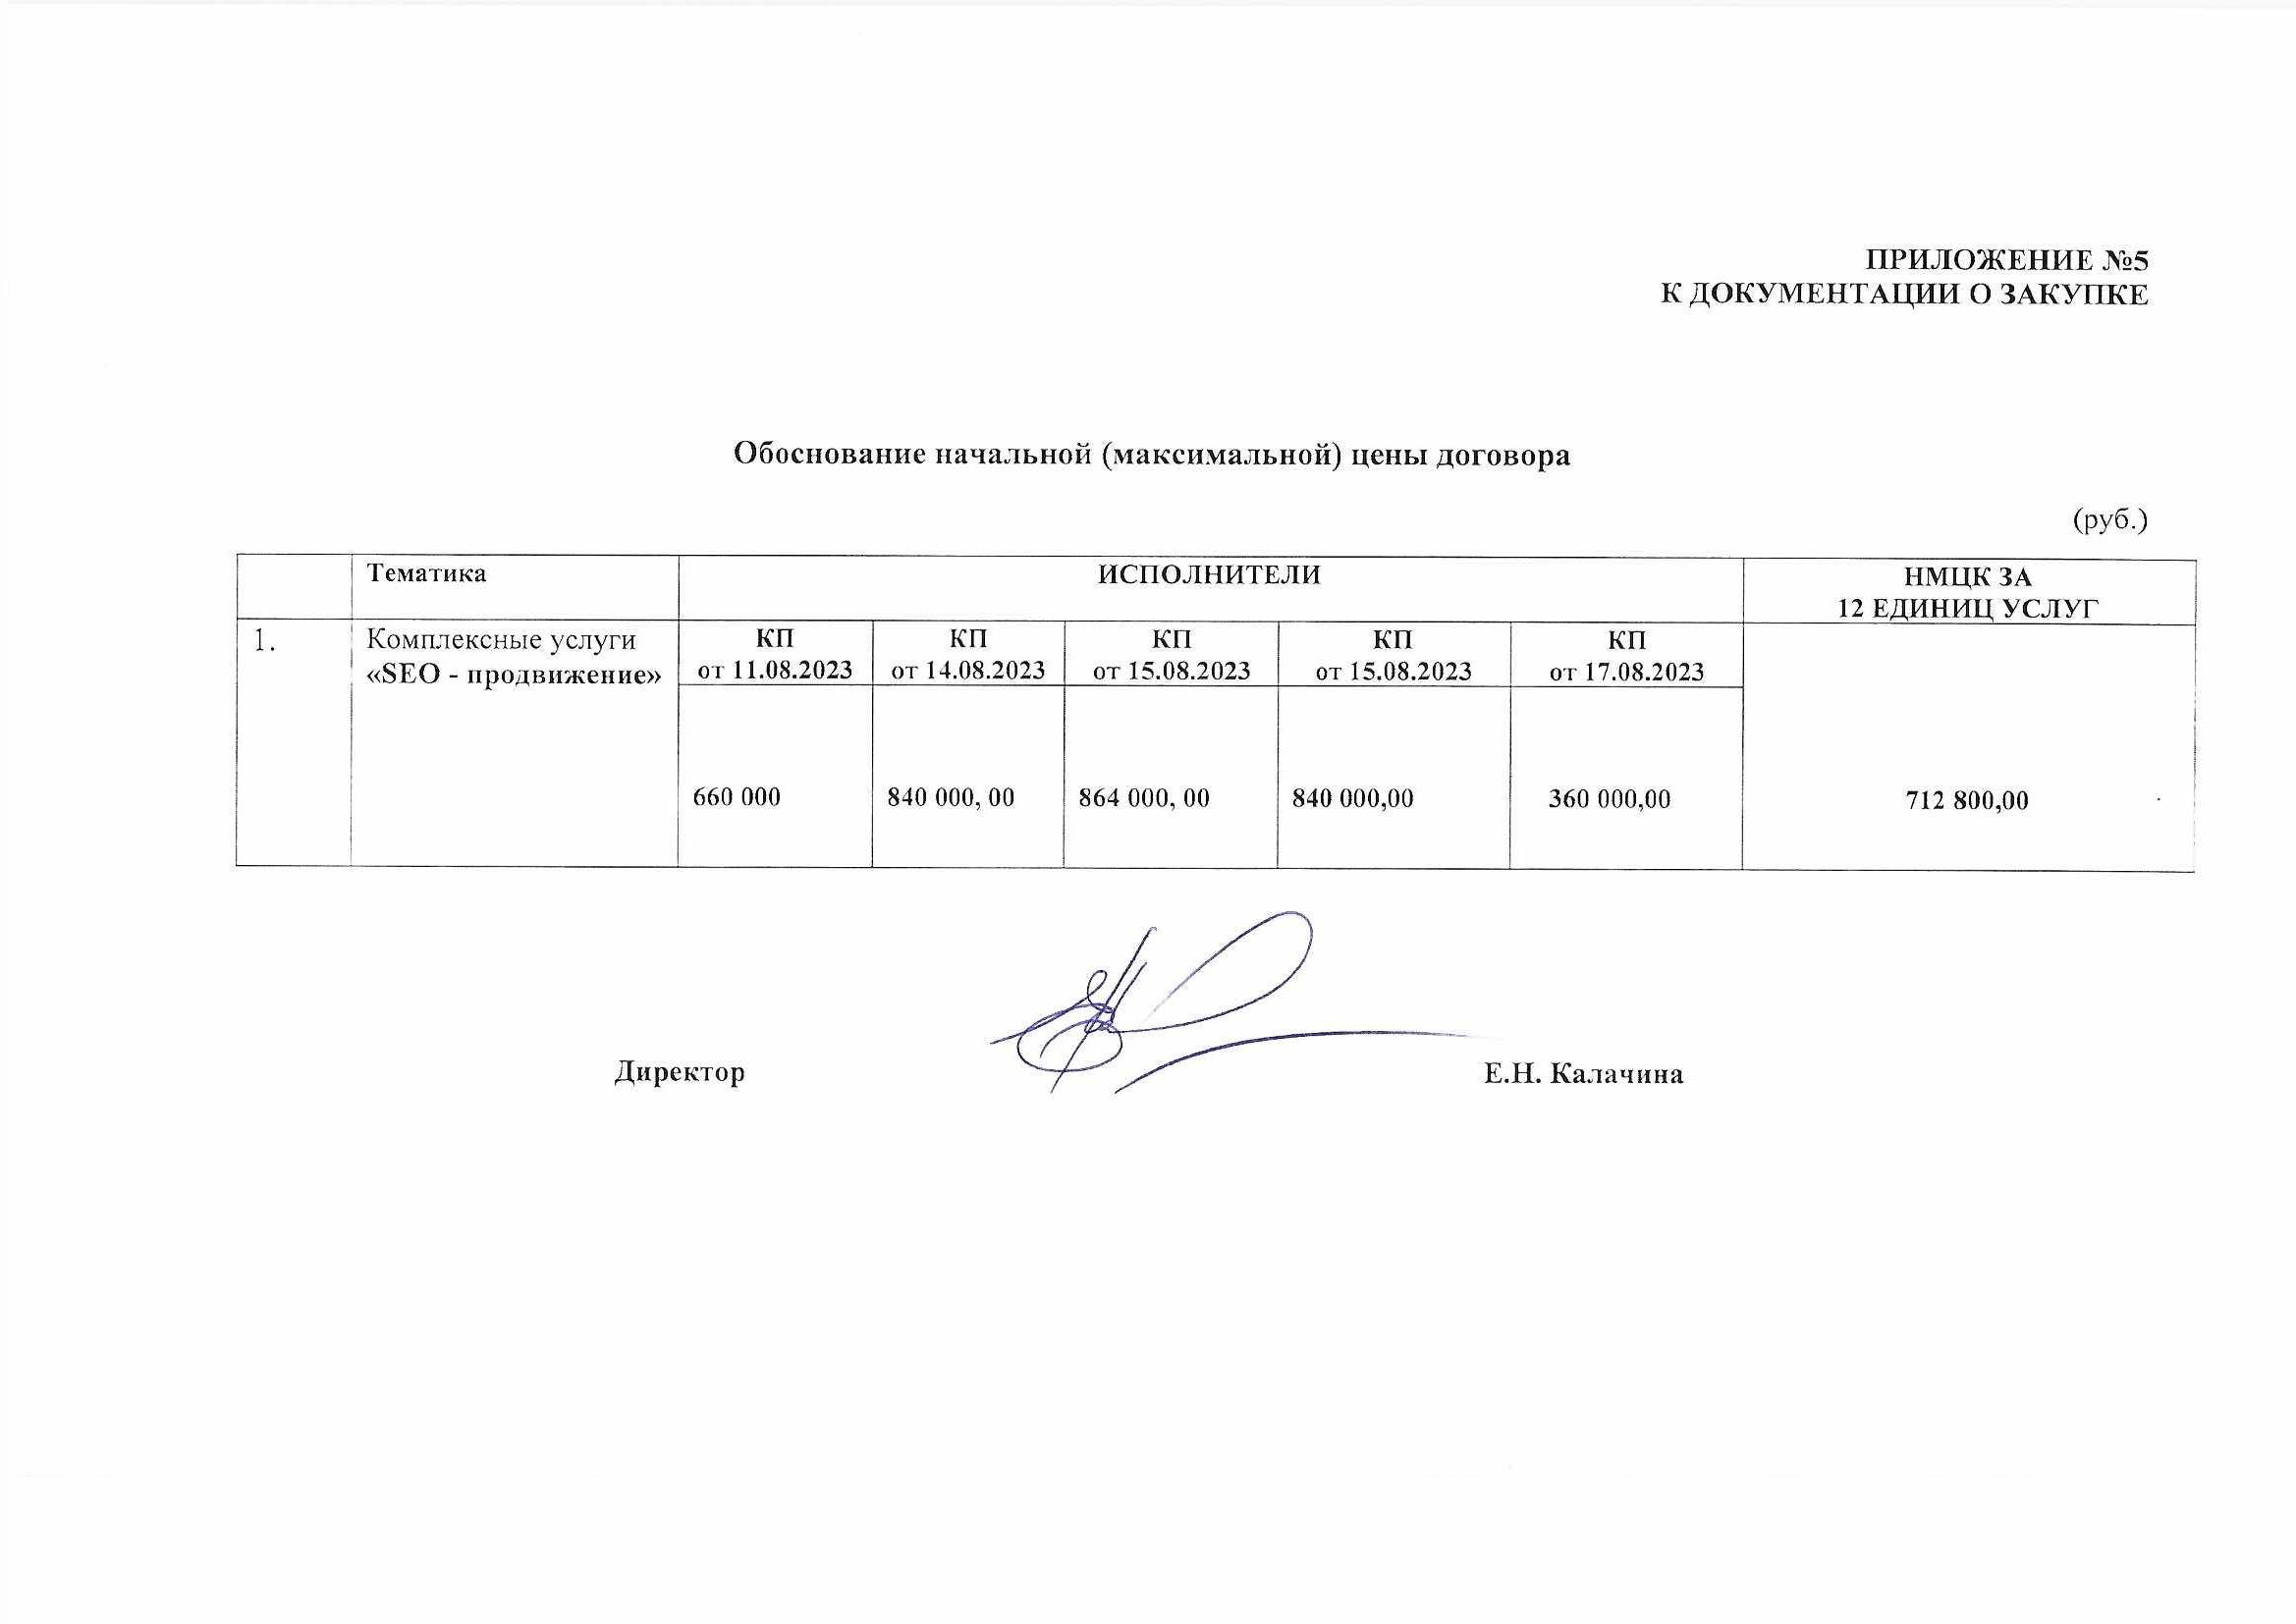 ПРИЛОЖЕНИЕ №5
К ДОКУМЕНТАЦИИ О ЗАКУПКЕ
Обоснование начальной (максимальной) цены договора
(руб.)
Тематика
ИСПОЛНИТЕЛИ
НМЦК ЗА
12 ЕДИНИЦ УСЛУГ
1.
Комплексные услуги
«SEO - продвижение»
КП
от 11.08.2023
КП
от 14.08.2023
КП
от 15.08.2023
КП
от 15.08.2023
КП
от 17.08.2023
660 000
840 000, 00
864 000, 00
840 000,00
360 000,00
712 800,00
Директор
Е.Н. Калачина